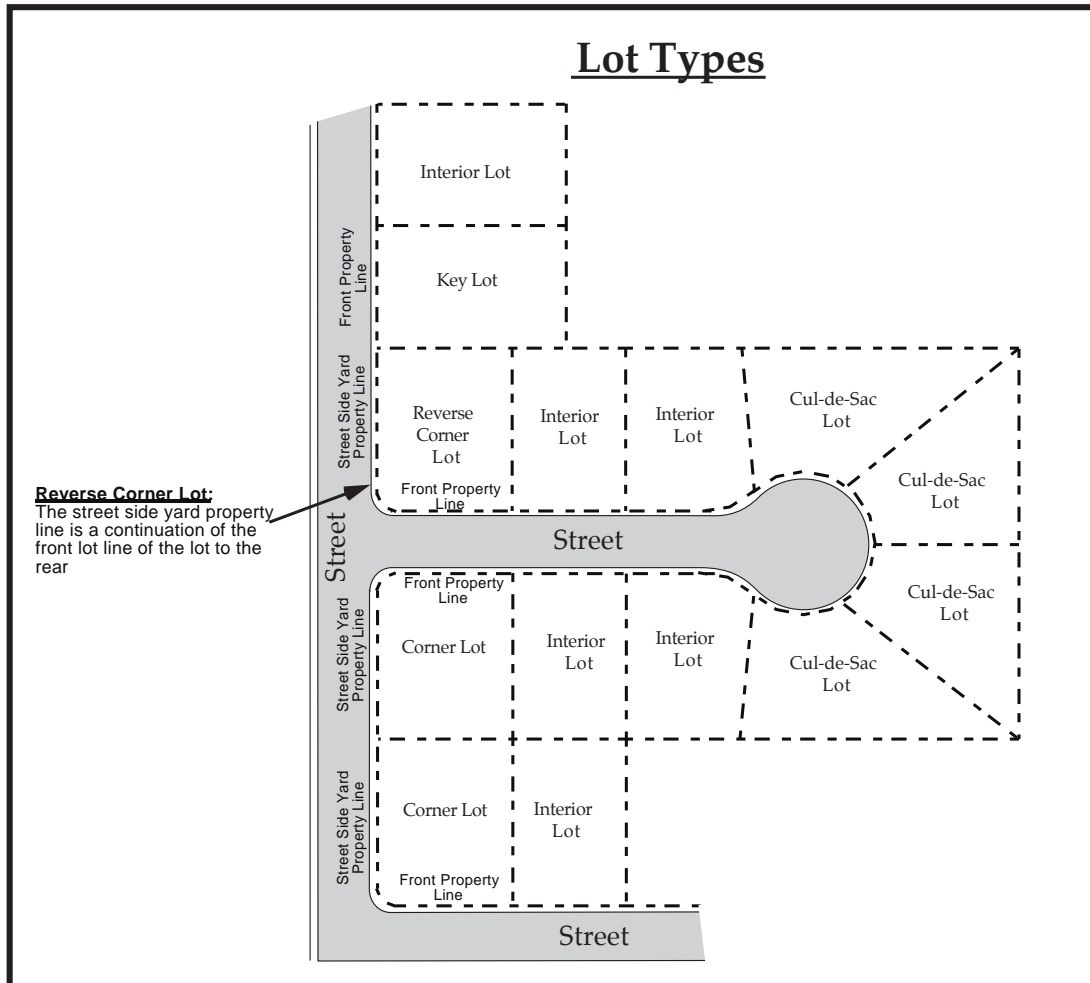 Lot Types
Interior Lot
Front Property
Line
Key Lot
Street Side Yard
Property Line
Reverse
Corner
Lot
Interior
Lot
Interior
Lot
Cul-de-Sac
Lot
Cul-de-Sac
Lot
Front Property
Line
Reverse Corner Lot:
The street side yard property
line is a continuation of the
front lot line of the lot to the
rear
Street
Street
Front Property
Line
Street Side Yard
Property Line
Corner Lot
Interior
Lot
Interior
Lot
Cul-de-Sac
Lot
Cul-de-Sac
Lot
Street Side Yard
Property Line
Corner Lot
Interior
Lot
Front Property
Line
Street